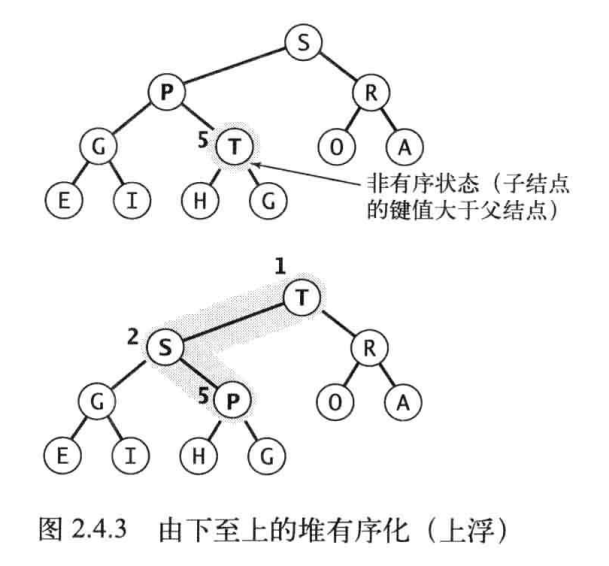 S
P R
G 5 T O A
E I H G
非有序状态（子结点
的键值大于父结点）
1
T
2 S R
G 5 P O A
E I H G
图 2.4.3 由下至上的堆有序化（上浮）